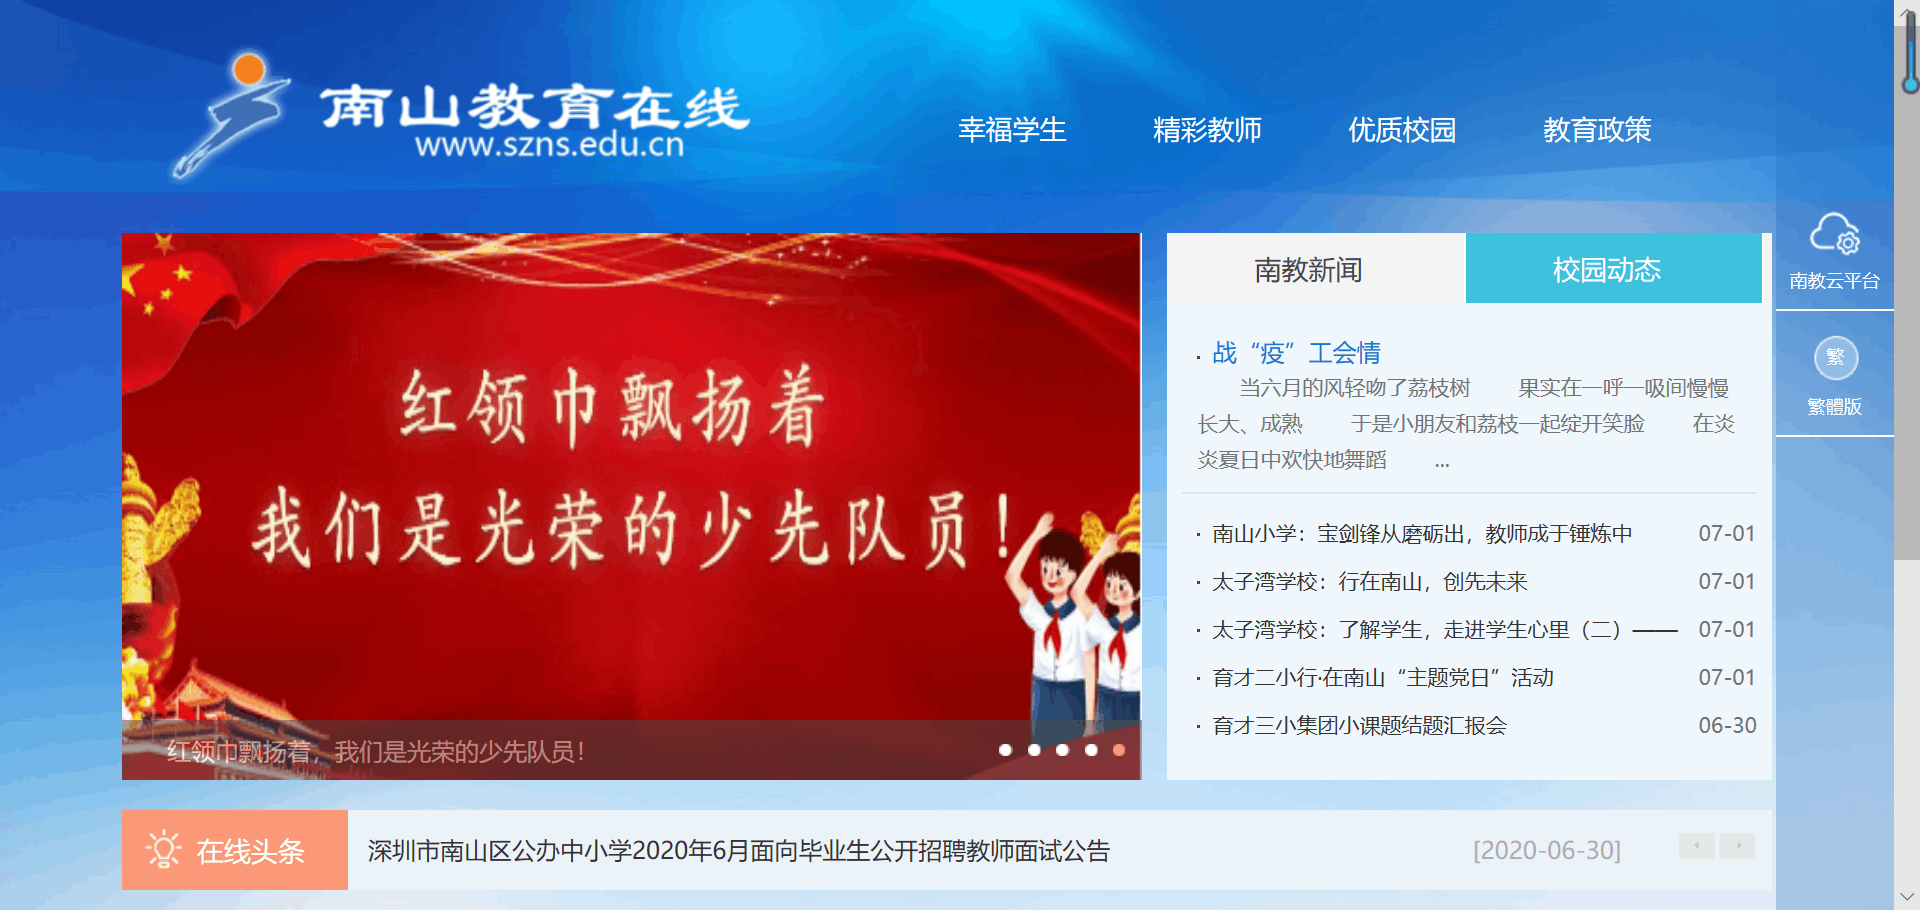 南山教育在线
www.szns.edu.cn
幸福学生
精彩教师
优质校园
教育政策
南教云平台
繁
繁體版
红领巾飘扬着
我们是光荣的少先队员！
红领巾飘扬着，我们是光荣的少先队员！
南教新闻
校园动态
· 战“疫”工会情
当六月的风轻吻了荔枝树 果实在一呼一吸间慢慢
长大、成熟 于是小朋友和荔枝一起绽开笑脸 在炎
炎夏日中欢快地舞蹈 ...
· 南山小学：宝剑锋从磨砺出，教师成于锤炼中 07-01
· 太子湾学校：行在南山，创先未来 07-01
· 太子湾学校：了解学生，走进学生心里（二）—— 07-01
· 育才二小行·在南山“主题党日”活动 07-01
· 育才三小集团小课题结题汇报会 06-30
在线头条
深圳市南山区公办中小学2020年6月面向毕业生公开招聘教师面试公告 [2020-06-30]